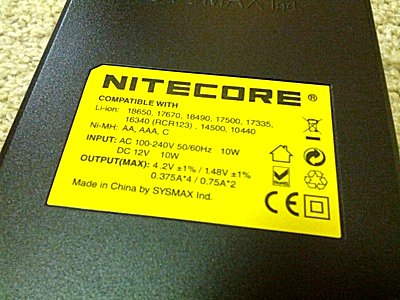 NITECORE ®
COMPATIBLE WITH
Li-ion: 18650, 17670, 18490, 17500, 17335,
16340 (RCR123) , 14500, 10440
Ni-MH: AA, AAA, C
INPUT: AC 100-240V 50/60Hz 10W
DC 12V 10W
OUTPUT(MAX): 4.2V ±1% / 1.48V ±1%
0.375A*4 / 0.75A*2
Made in China by SYSMAX Ind.
CE